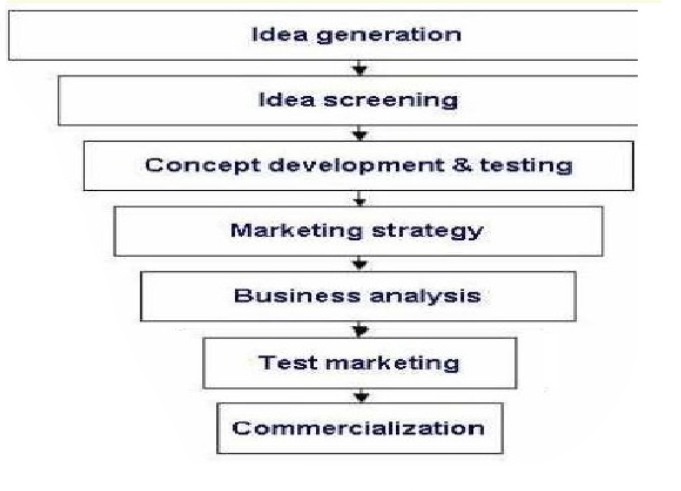 Idea generation
Idea screening
Concept development & testing
Marketing strategy
Business analysis
Test marketing
Commercialization